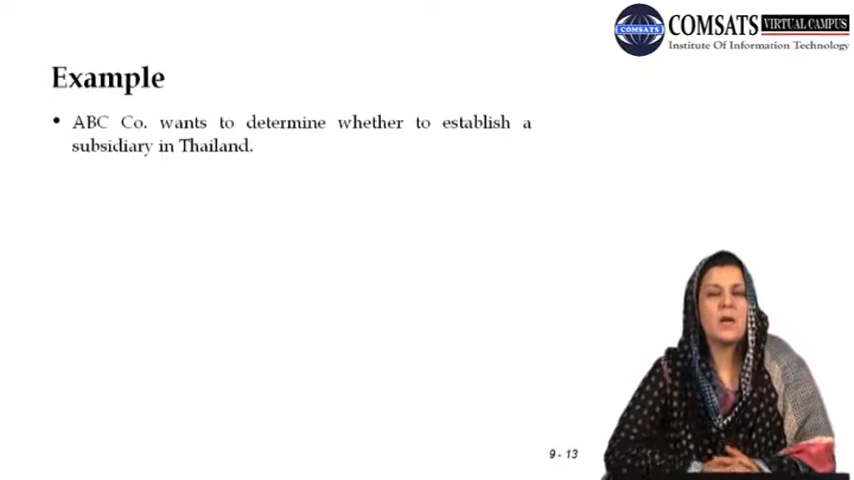 COMSATS VIRTUAL CAMPUS
COMSATS
Institute Of Information Technology
Example
• ABC Co. wants to determine whether to establish a
subsidiary in Thailand.
9 - 13